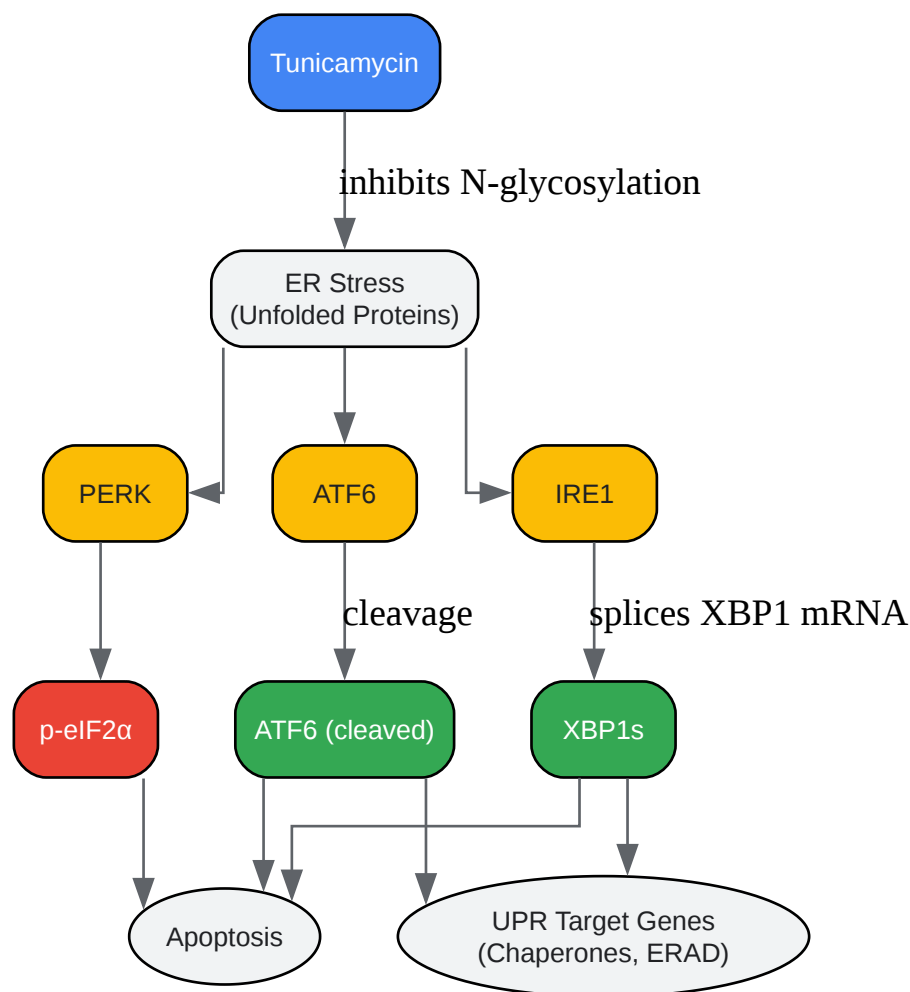 Tunicamycin
inhibits N-glycosylation
ER Stress
(Unfolded Proteins)
PERK
ATF6
IRE1
cleavage
splices XBP1 mRNA
p-eIF2α
ATF6 (cleaved)
XBP1s
Apoptosis
UPR Target Genes
(Chaperones, ERAD)